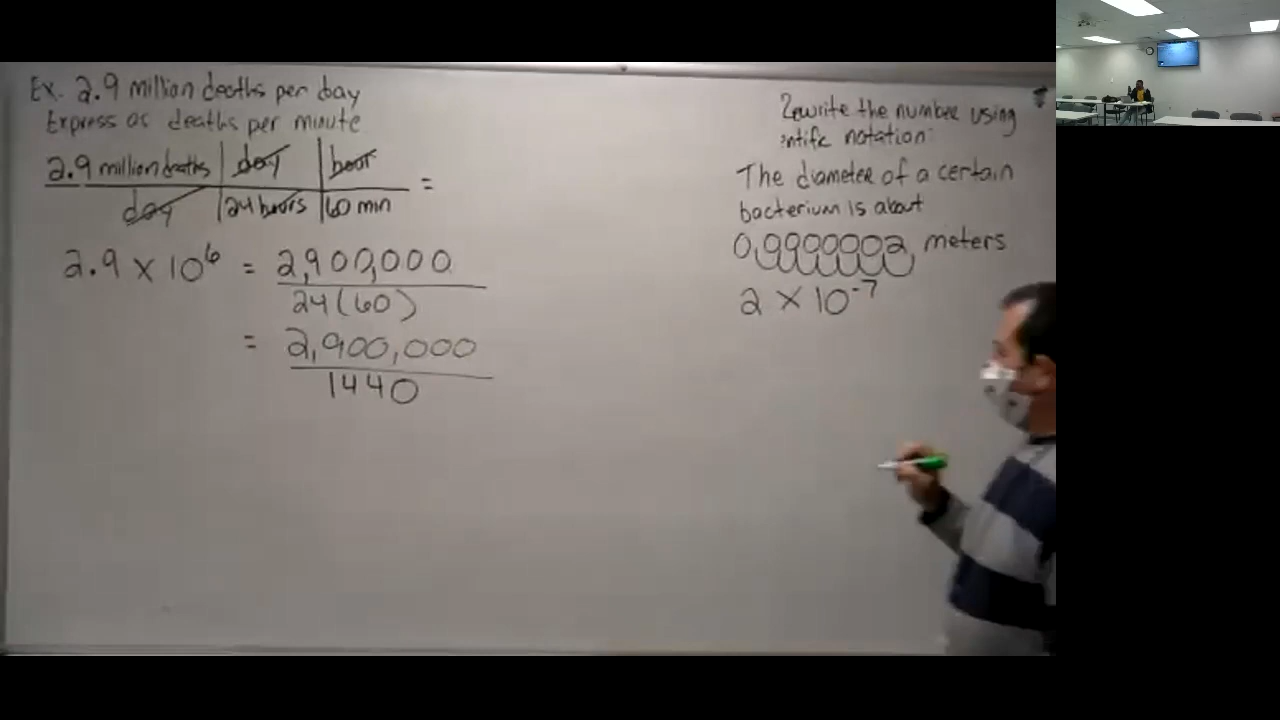 Ex. 2.9 million deaths per day
Express as deaths per minute
2.9 million deaths | day | hour
day | 24 hours | 60 min =
2.9 × 10⁶ = 2,900,000
24(60)
= 2,900,000
1440
Rewrite the number using
entific notation:
The diameter of a certain
bacterium is about
0.0000002 meters
2 × 10⁻⁷